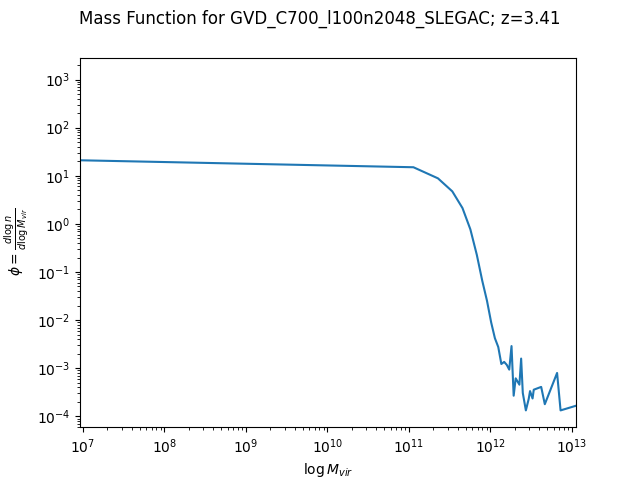 Mass Function for GVD_C700_l100n2048_SLEGAC; z=3.41
10³
10²
10¹
10⁰
10⁻¹
10⁻²
10⁻³
10⁻⁴
ϕ = d log n / d log M_vir
10⁷ 10⁸ 10⁹ 10¹⁰ 10¹¹ 10¹² 10¹³
log M_vir